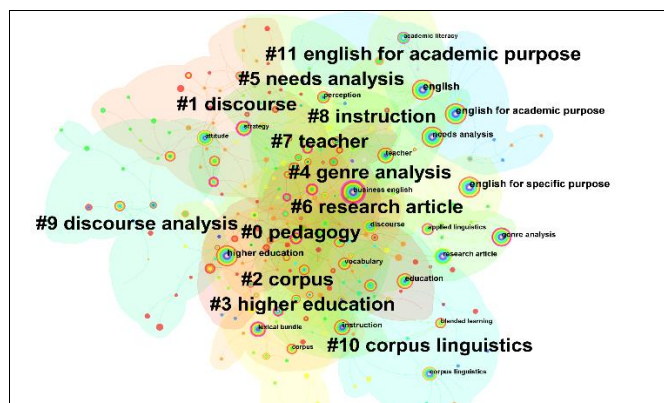 academic literacy
#11 english for academic purpose
#5 needs analysis
english
perception
#1 discourse
#8 instruction
english for academic purpose
strategy
attitude
needs analysis
#7 teacher
teacher
#4 genre analysis
business english
english for specific purpose
#6 research article
#9 discourse analysis
discourse
applied linguistics
#0 pedagogy
genre analysis
higher education
research article
vocabulary
#2 corpus
education
#3 higher education
lexical bundle
instruction
blended learning
corpus
#10 corpus linguistics
corpus linguistics